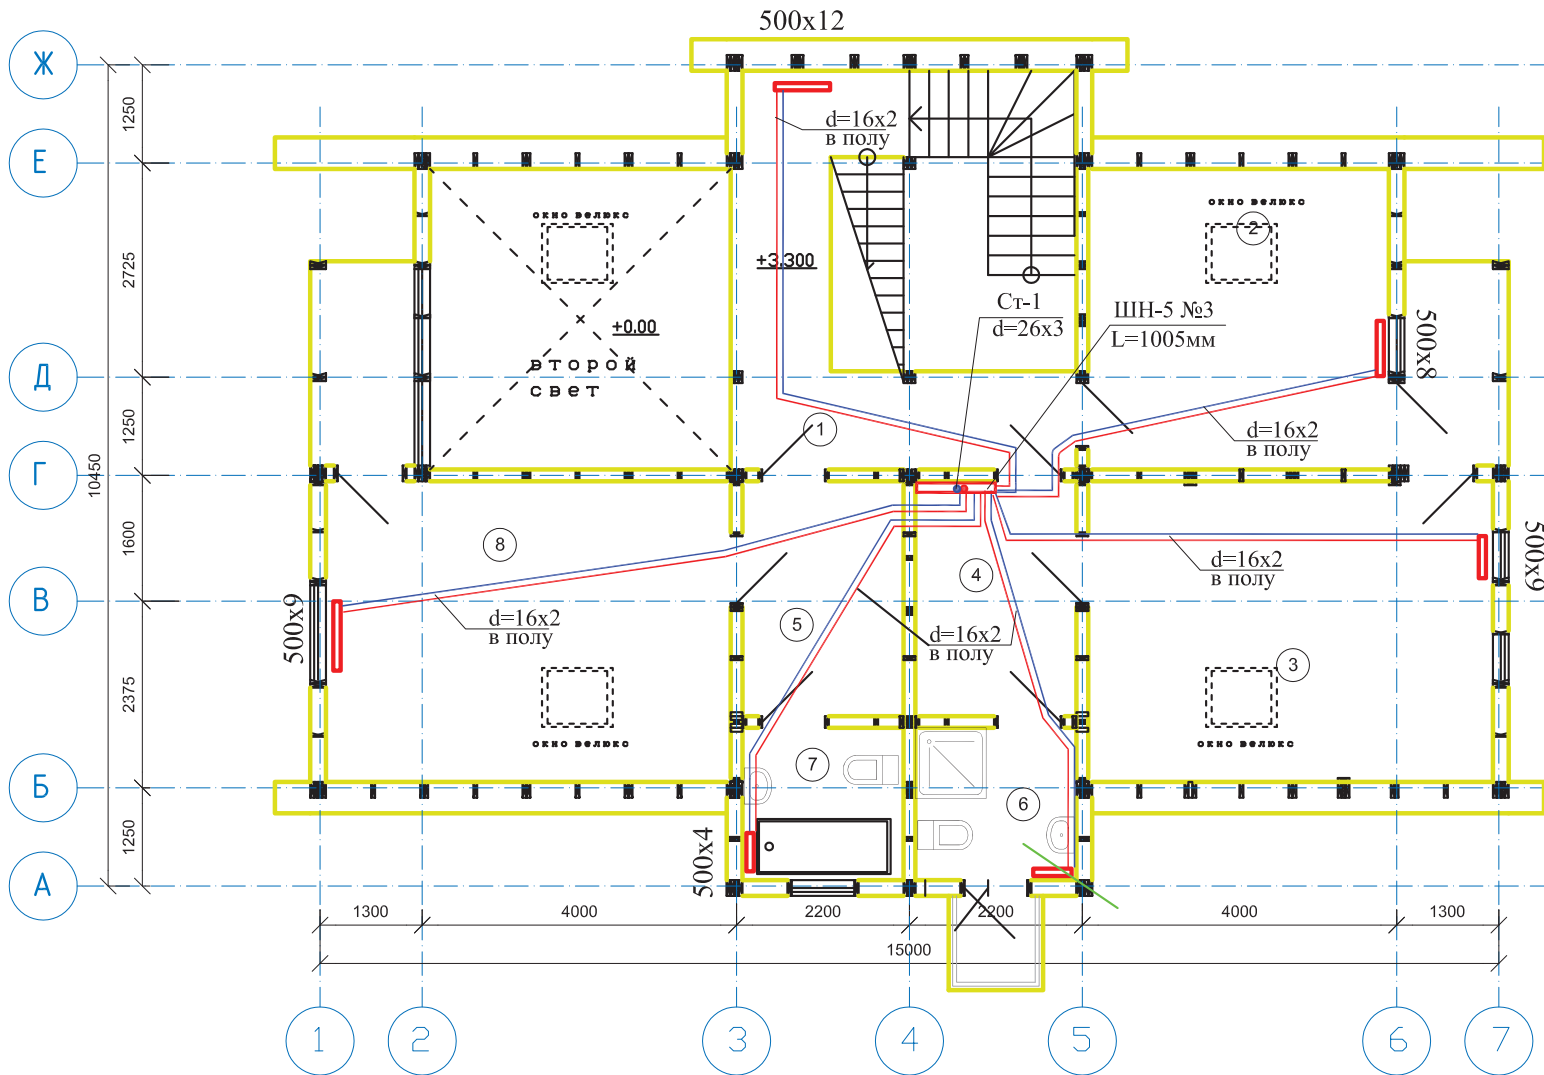 500x12
Ж
1250
d=16x2
в полу
Е
окно велюкс
окно велюкс
2
2725
+3.300
Ст-1
d=26x3
ШН-5 №3
L=1005мм
+0.00
второй
свет
500x8
Д
1250
1
d=16x2
в полу
10450
Г
1600
8
500x9
d=16x2
в полу
4
В
500x9
d=16x2
в полу
5
d=16x2
в полу
3
2375
окно велюкс
окно велюкс
7
Б
6
1250
500x4
А
1300
4000
2200
2200
4000
1300
15000
1
2
3
4
5
6
7